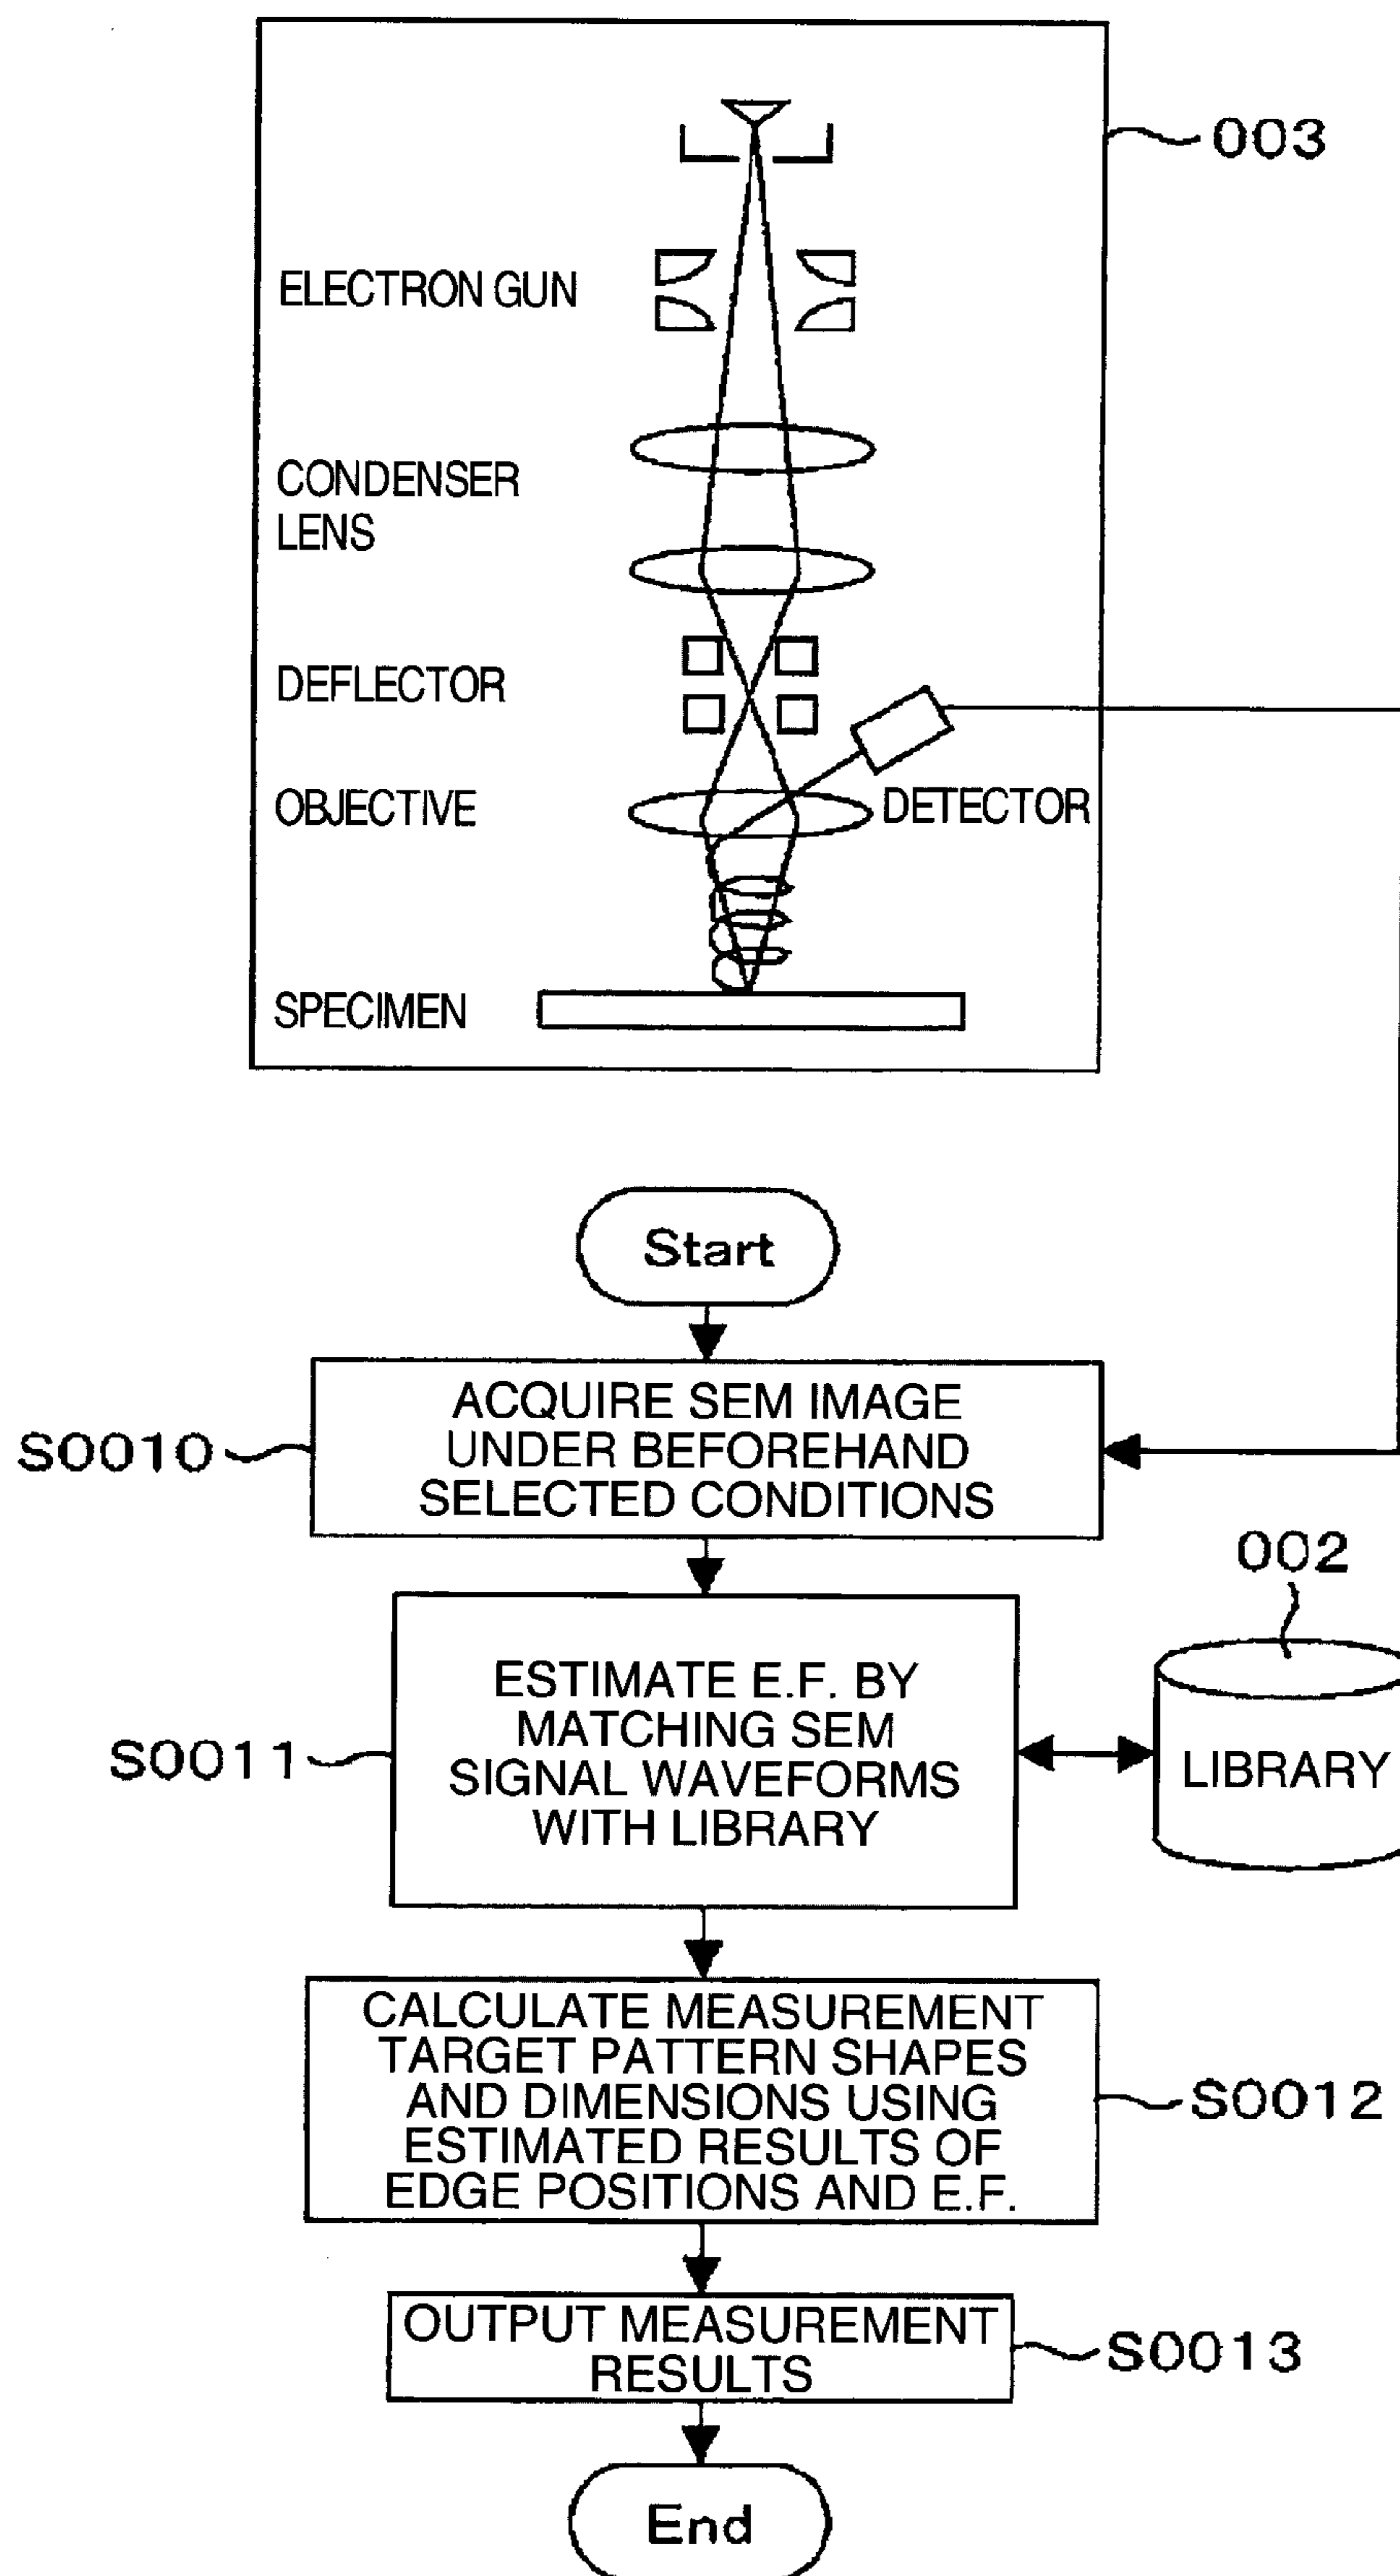 003
ELECTRON GUN
CONDENSER
LENS
DEFLECTOR
OBJECTIVE
DETECTOR
SPECIMEN
Start
S0010
ACQUIRE SEM IMAGE
UNDER BEFOREHAND
SELECTED CONDITIONS
002
S0011
ESTIMATE E.F. BY
MATCHING SEM
SIGNAL WAVEFORMS
WITH LIBRARY
LIBRARY
CALCULATE MEASUREMENT
TARGET PATTERN SHAPES
AND DIMENSIONS USING
ESTIMATED RESULTS OF
EDGE POSITIONS AND E.F.
S0012
OUTPUT MEASUREMENT
RESULTS
S0013
End